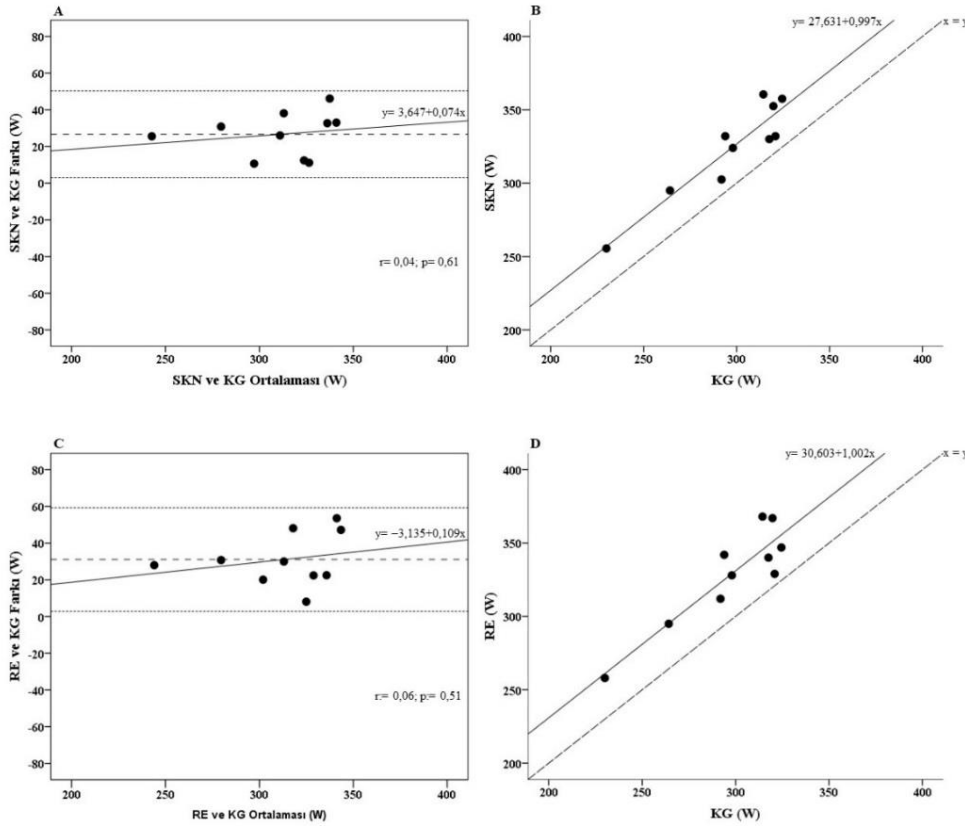 A
SKN ve KG Farkı (W)
80
60
40
20
0
-20
-40
-60
-80
y= 3,647+0,074x
r= 0,04; p= 0,61
200
250
300
350
400
SKN ve KG Ortalaması (W)
B
SKN (W)
400
350
300
250
200
y= 27,631+0,997x
x = y
200
250
300
350
400
KG (W)
C
RE ve KG Farkı (W)
80
60
40
20
0
-20
-40
-60
-80
y= −3,135+0,109x
r:= 0,06; p:= 0,51
200
250
300
350
400
RE ve KG Ortalaması (W)
D
RE (W)
400
350
300
250
200
y= 30,603+1,002x
x = y
200
250
300
350
400
KG (W)